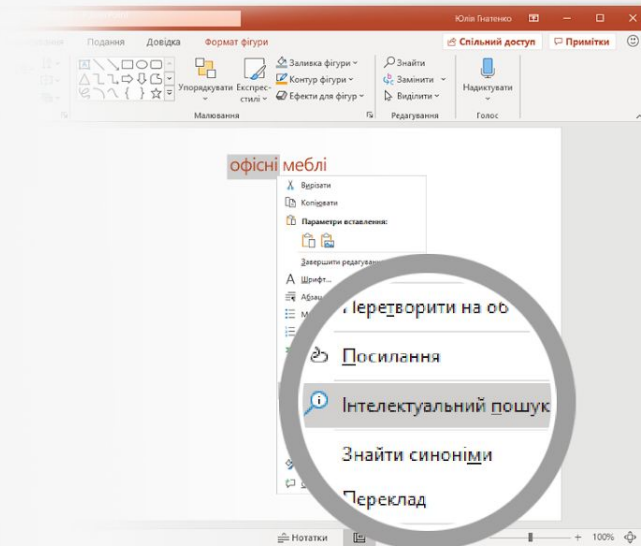 Юлія Гнатенко
Подання Довідка Формат фігури Спільний доступ Примітки
Заливка фігури Знайти
Контур фігури Замінити
Упорядкувати Експрес-стилі Ефекти для фігур Виділити Надиктувати
Малювання Редагування Голос
офісні меблі
Вирізати
Копіювати
Параметри вставлення:
Завершити редагуван
Шрифт...
Абзац
Перетворити на об
Посилання
Інтелектуальний пошук
Знайти синоніми
Переклад
Нотатки 100%